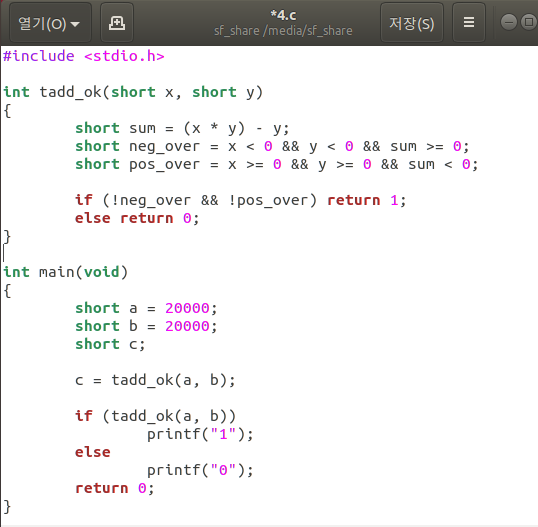 열기(O)
*4.c
sf_share /media/sf_share
저장(S)
#include <stdio.h>
int tadd_ok(short x, short y)
{
short sum = (x * y) - y;
short neg_over = x < 0 && y < 0 && sum >= 0;
short pos_over = x >= 0 && y >= 0 && sum < 0;
if (!neg_over && !pos_over) return 1;
else return 0;
}
int main(void)
{
short a = 20000;
short b = 20000;
short c;
c = tadd_ok(a, b);
if (tadd_ok(a, b))
printf("1");
else
printf("0");
return 0;
}